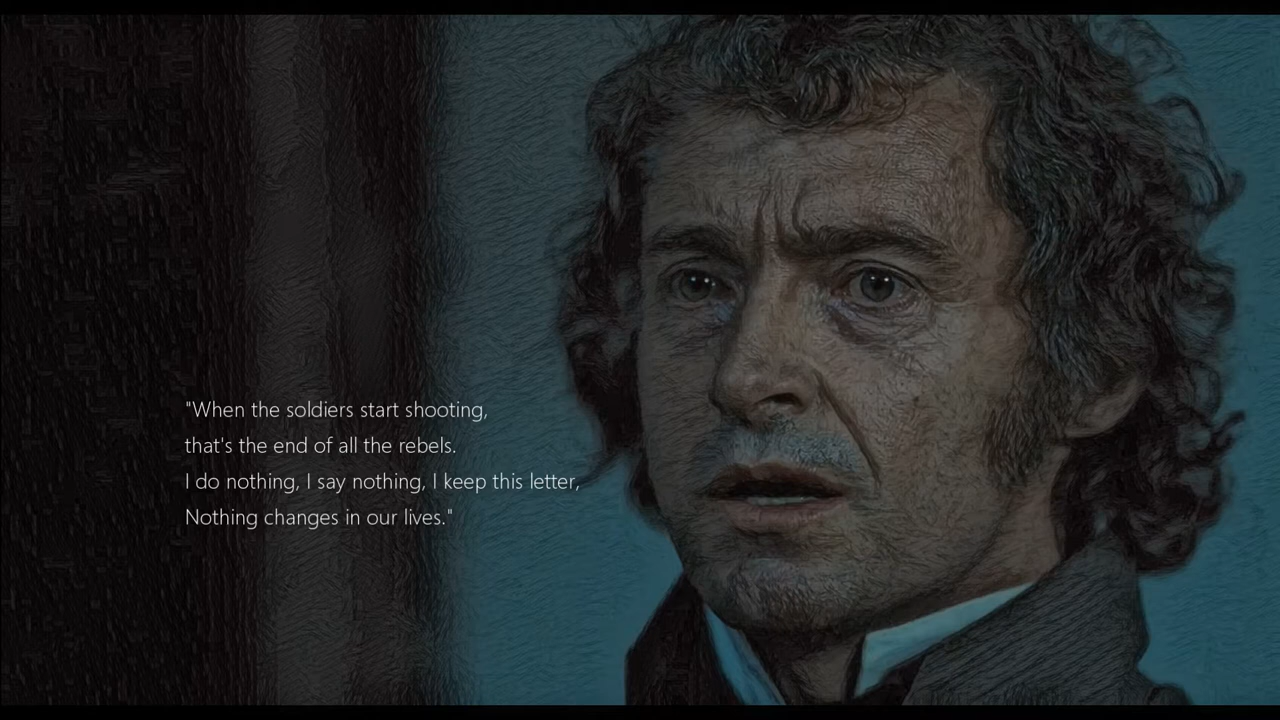 "When the soldiers start shooting,
that's the end of all the rebels.
I do nothing, I say nothing, I keep this letter,
Nothing changes in our lives."